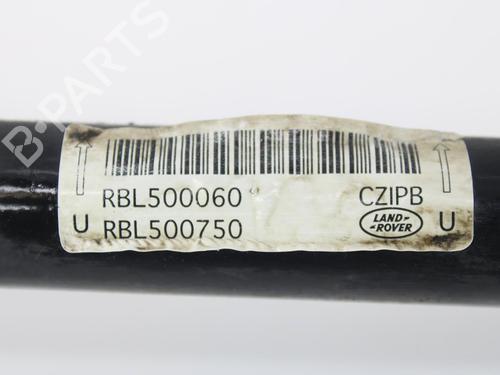 B-PARTS
RBL500060 CZIPB
RBL500750
LAND
ROVER
U U